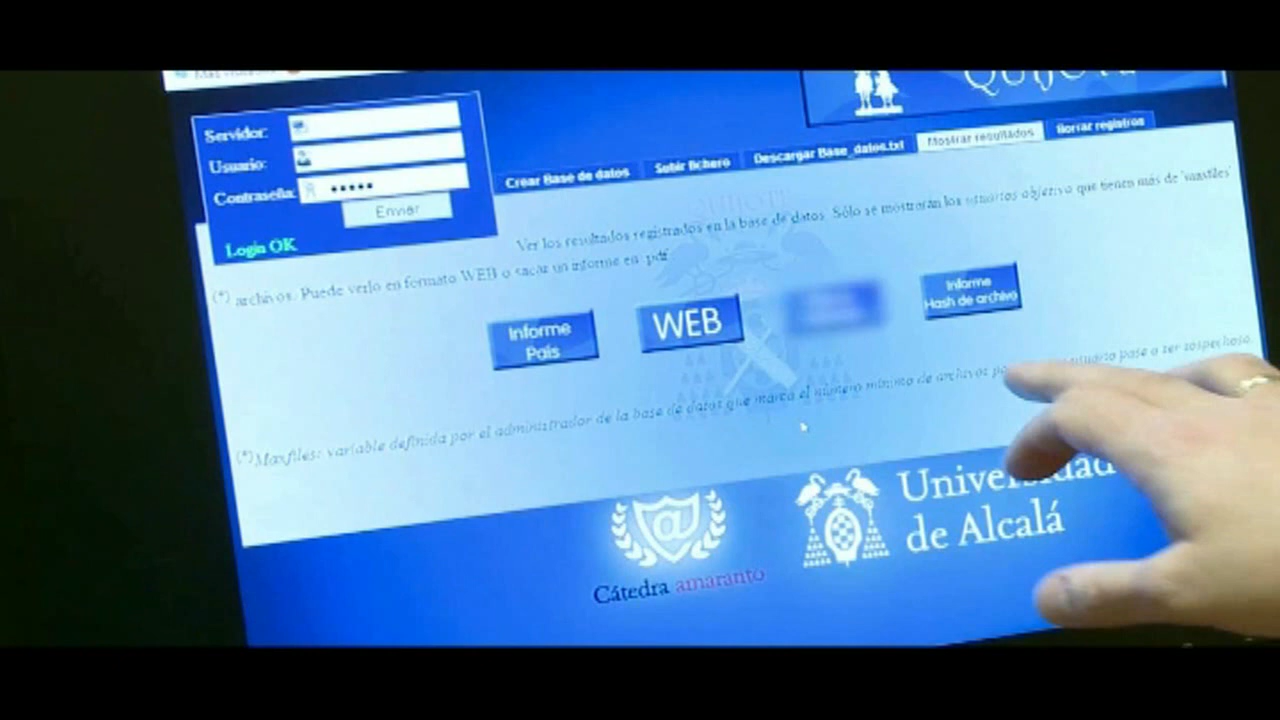 QUIJOTE
Servidor:
Usuario:
Contraseña:
Enviar
Login OK
Crear Base de datos
Subir fichero
Descargar Base_datos.txt
Mostrar resultados
Borrar registros
Ver los resultados registrados en la base de datos. Sólo se mostrarán los usuarios objetivo que tienen más de 'maxfiles'
(*) archivos. Puede verlo en formato WEB o sacar un informe en .pdf
Informe
País
WEB
Informe
Hash de archivo
(*)Maxfiles: variable definida por el administrador de la base de datos que marca el número mínimo de archivos usuario pase a ser sospechoso.
Cátedra amaranto
Universidad
de Alcalá